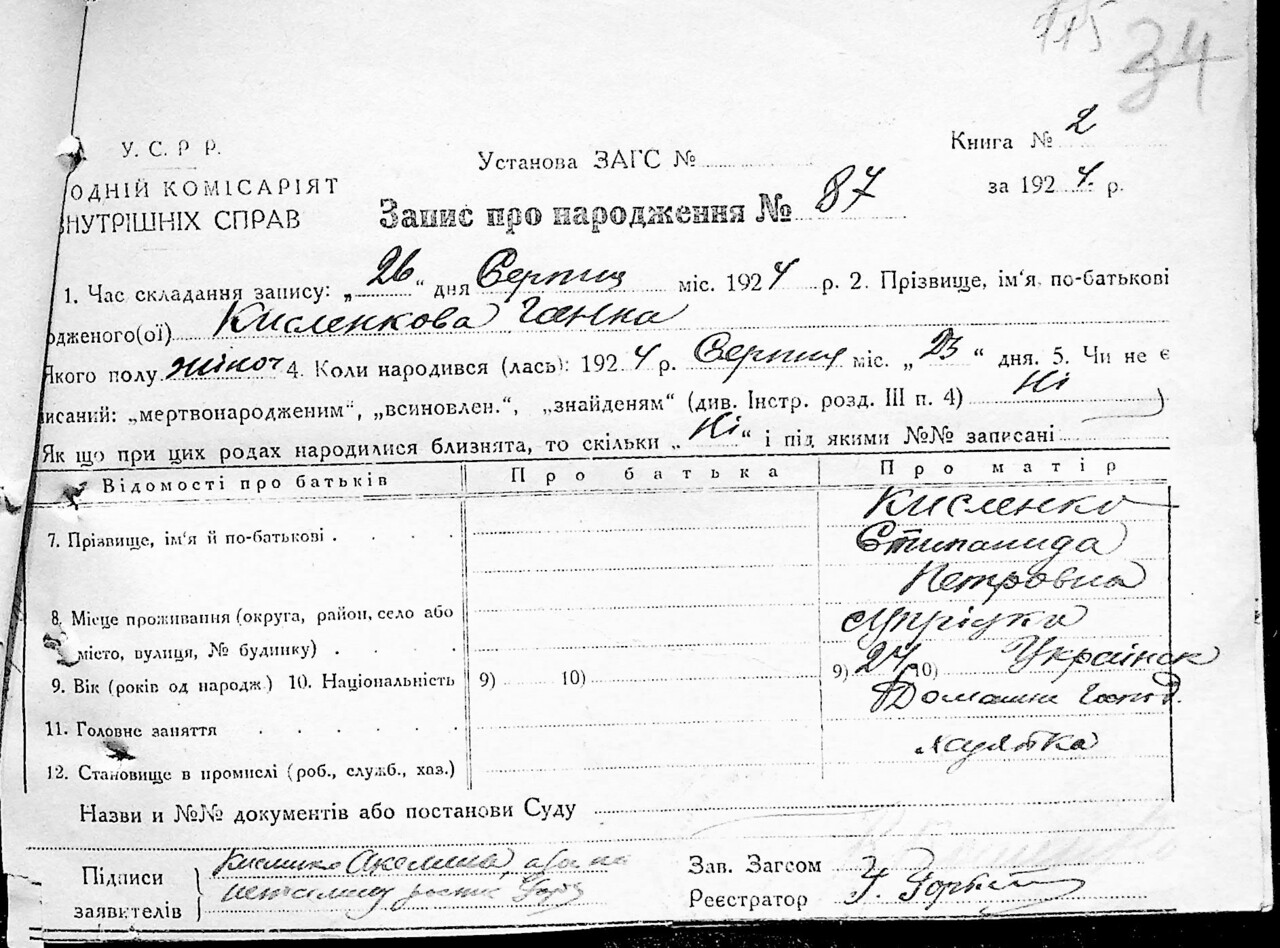 115 34
У. С. Р Р.
ОДНІЙ КОМІСАРІЯТ
ВНУТРІШНІХ СПРАВ
Установа ЗАГС №
Запис про народження № 87
Книга № 2
за 1924 р.
1. Час складання запису: „26“ дня Серпня міс. 1924 р. 2. Прізвище, ім‘я по-батькові
одженого(ої) Кисленкова Ганна
Якого полу жіноч 4. Коли народився (лась): 1924 р. Серпня міс. „23“ дня. 5. Чи не є
писаний: „мертвонародженим“, „всиновлен.“, „знайденям“ (див. Інстр. розд. III п. 4) Ні
Як що при цих родах народилися близнята, то скільки „Ні“ і під якими №№ записані
Відомості про батьків Про батька Про матір
7. Прізвище, ім‘я й по-батькові Кисленко
Стипанида
Петровна
8. Місце проживання (округа, район, село або
місто, вулиця, № будинку)
9. Вік (років од народж) 10. Національність 9) 10) 9) 24 10) Українск
11. Головне заняття Домашне
12. Становище в промислі (роб., служб., хаз.)
Назви и №№ документів або постанови Суду
Підписи
заявителів
Зав. Загсом
Реєстратор